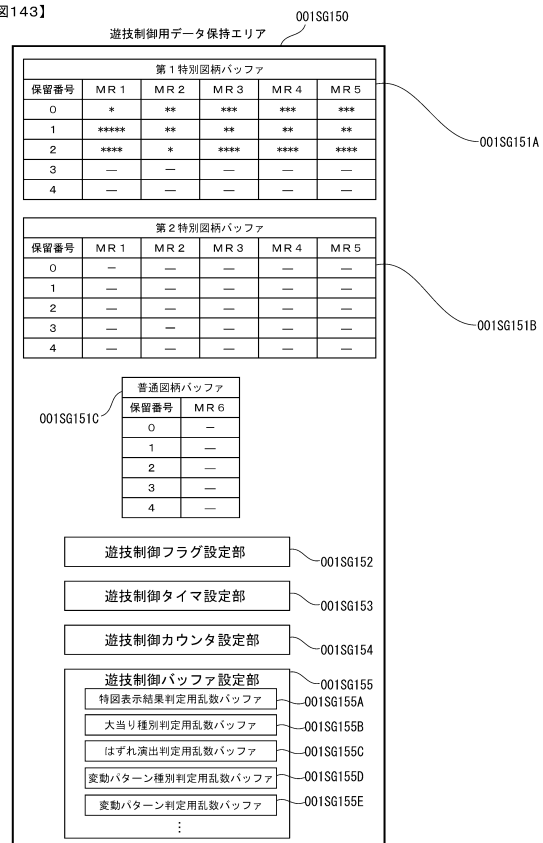 図143】
001SG150
遊技制御用データ保持エリア
第１特別図柄バッファ
保留番号 ＭＲ１ ＭＲ２ ＭＲ３ ＭＲ４ ＭＲ５
0 * ** *** *** ***
1 ***** ** ** ** **
2 **** * **** **** ****
3 — — — — —
4 — — — — —
001SG151A
第２特別図柄バッファ
保留番号 ＭＲ１ ＭＲ２ ＭＲ３ ＭＲ４ ＭＲ５
0 — — — — —
1 — — — — —
2 — — — — —
3 — — — — —
4 — — — — —
001SG151B
普通図柄バッファ
保留番号 ＭＲ６
0 —
1 —
2 —
3 —
4 —
001SG151C
遊技制御フラグ設定部
001SG152
遊技制御タイマ設定部
001SG153
遊技制御カウンタ設定部
001SG154
遊技制御バッファ設定部
001SG155
特図表示結果判定用乱数バッファ
001SG155A
大当り種別判定用乱数バッファ
001SG155B
はずれ演出判定用乱数バッファ
001SG155C
変動パターン種別判定用乱数バッファ
001SG155D
変動パターン判定用乱数バッファ
001SG155E
⋮